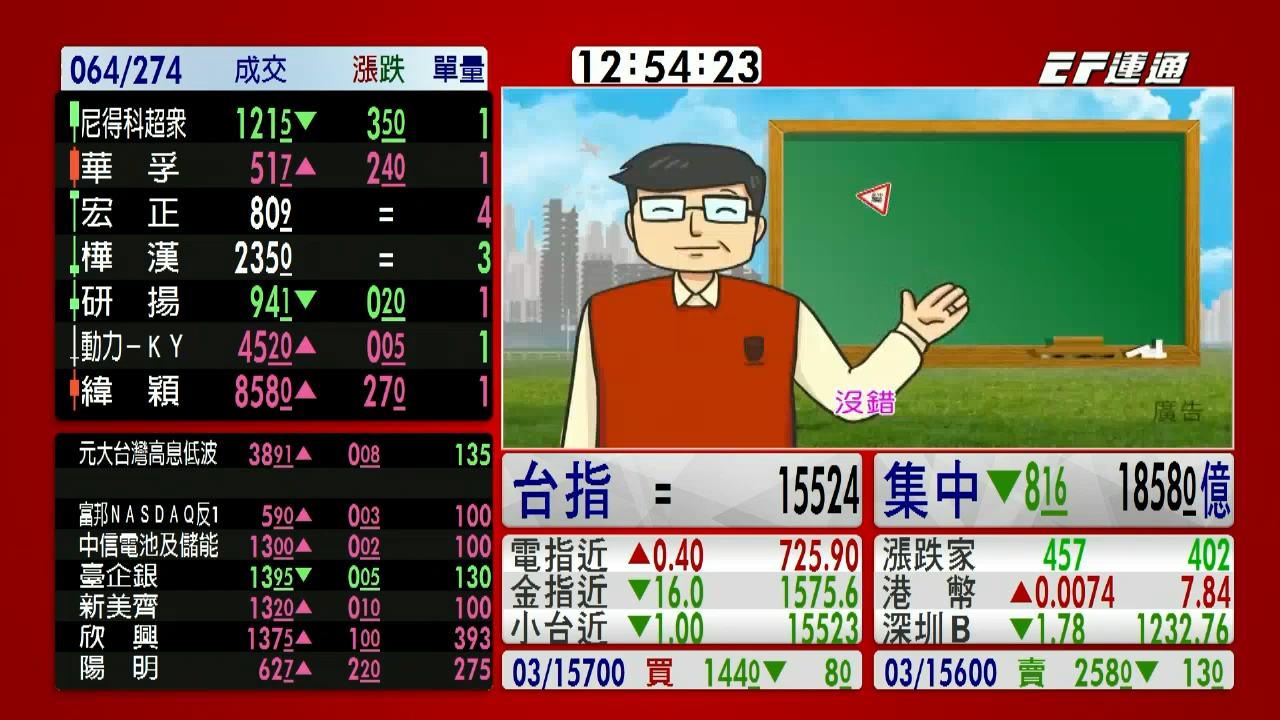 064/274 成交 漲跌 單量
尼得科超衆 1215▼ 350 1
華孚 517▲ 240 1
宏正 809 = 4
樺漢 2350 = 3
研揚 941▼ 020 1
動力-KY 4520▲ 005 1
緯穎 8580▲ 270 1
元大台灣高息低波 3891▲ 008 135
富邦NASDAQ反1 590▲ 003 100
中信電池及儲能 1300▲ 002 100
臺企銀 1395▼ 005 130
新美齊 1320▲ 010 100
欣興 1375▲ 100 393
陽明 627▲ 220 275
12:54:23
運通
沒錯
廣告
台指 = 15524
集中 ▼816 18580億
電指近 ▲0.40 725.90
金指近 ▼16.0 1575.6
小台近 ▼1.00 15523
漲跌家 457 402
港幣 ▲0.0074 7.84
深圳B ▼1.78 1232.76
03/15700 買 1440▼ 80
03/15600 賣 2580▼ 130